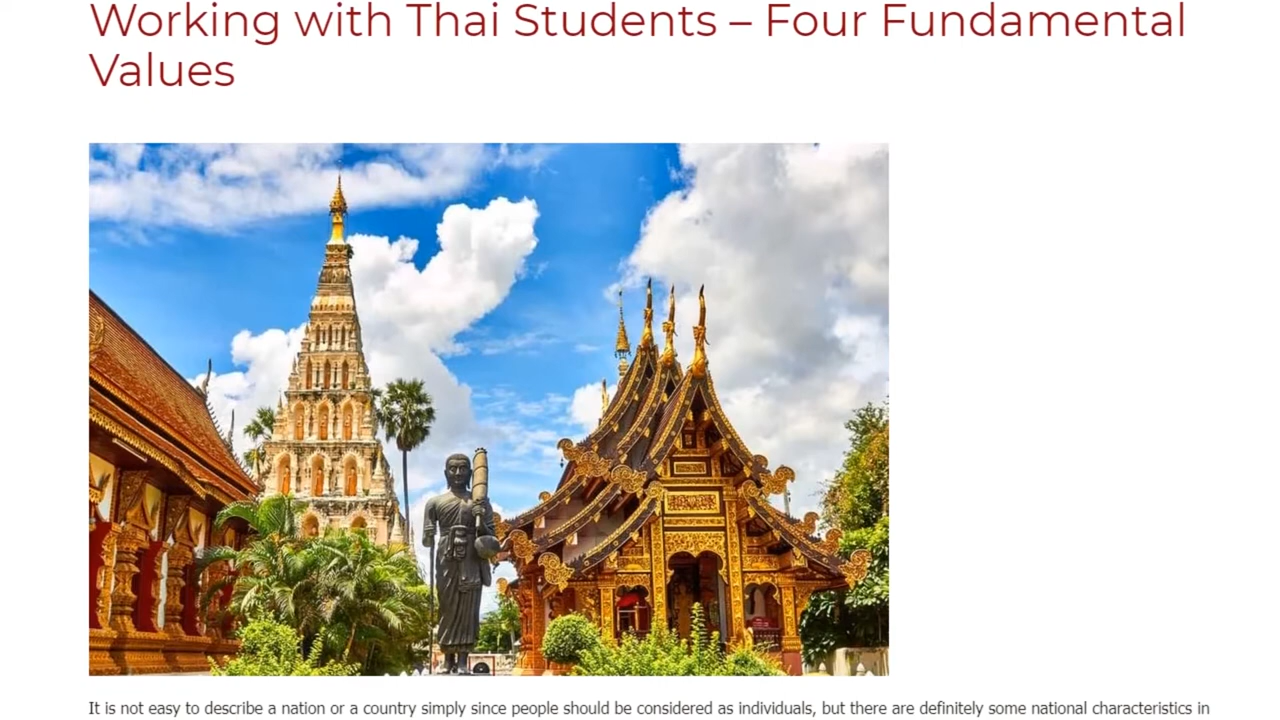 Working with Thai Students – Four Fundamental
Values
It is not easy to describe a nation or a country simply since people should be considered as individuals, but there are definitely some national characteristics in